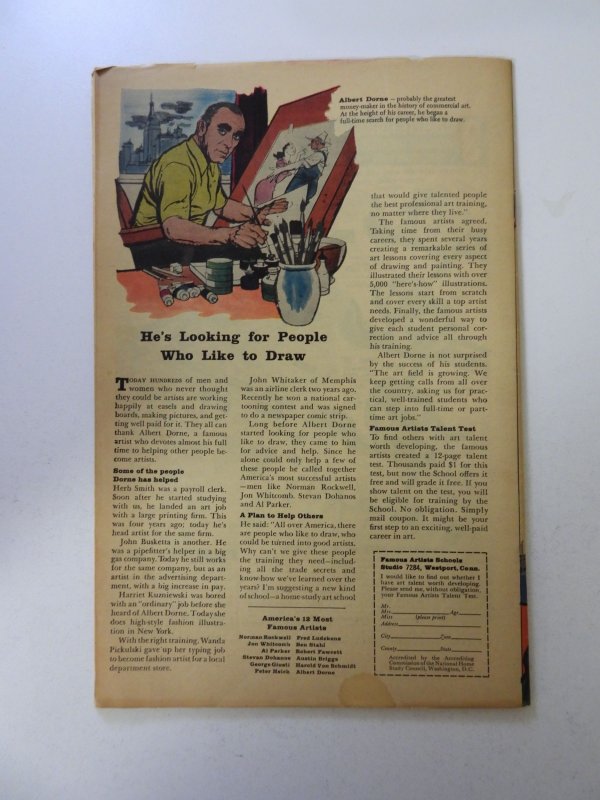 Albert Dorne – probably the greatest
money-maker in the history of commercial art.
At the height of his career, he began a
full-time search for people who like to draw.
He's Looking for People
Who Like to Draw
TODAY HUNDREDS of men and
women who never thought
they could be artists are working
happily at easels and drawing
boards, making pictures, and get-
ting well paid for it. They all can
thank Albert Dorne, a famous
artist who devotes almost his full
time to helping other people be-
come artists.
Some of the people
Dorne has helped
Herb Smith was a payroll clerk.
Soon after he started studying
with us, he landed an art job
with a large printing firm. This
was four years ago; today he's
head artist for the same firm.
John Busketta is another. He
was a pipefitter's helper in a big
gas company. Today he still works
for the same company, but as an
artist in the advertising depart-
ment, with a big increase in pay.
Harriet Kuzniewski was bored
with an "ordinary" job before she
heard of Albert Dorne. Today she
does high-style fashion illustra-
tion in New York.
With the right training, Wanda
Pickulski gave up her typing job
to become fashion artist for a local
department store.
John Whitaker of Memphis
was an airline clerk two years ago.
Recently he won a national car-
tooning contest and was signed
to do a newspaper comic strip.
Long before Albert Dorne
started looking for people who
like to draw, they came to him
for advice and help. Since he
alone could help only a few of
these people he called together
America's most successful artists
—men like Norman Rockwell,
Jon Whitcomb, Stevan Dohanos
and Al Parker.
A Plan to Help Others
He said: "All over America, there
are people who like to draw, who
could be turned into good artists.
Why can't we give these people
the training they need—includ-
ing all the trade secrets and
know-how we've learned over the
years? I'm suggesting a new kind
of school—a home-study art school
America's 12 Most
Famous Artists
Norman Rockwell Fred Ludekens
Jon Whitcomb Ben Stahl
Al Parker Robert Fawcett
Stevan Dohanos Austin Briggs
George Giusti Harold Von Schmidt
Peter Helck Albert Dorne
that would give talented people
the best professional art training,
no matter where they live."
The famous artists agreed.
Taking time from their busy
careers, they spent several years
creating a remarkable series of
art lessons covering every aspect
of drawing and painting. They
illustrated their lessons with over
5,000 "here's-how" illustrations.
The lessons start from scratch
and cover every skill a top artist
needs. Finally, the famous artists
developed a wonderful way to
give each student personal cor-
rection and advice all through
his training.
Albert Dorne is not surprised
by the success of his students.
"The art field is growing. We
keep getting calls from all over
the country, asking us for practi-
cal, well-trained students who
can step into full-time or part-
time art jobs."
Famous Artists Talent Test
To find others with art talent
worth developing, the famous
artists created a 12-page talent
test. Thousands paid $1 for this
test, but now the School offers it
free and will grade it free. If you
show talent on the test, you will
be eligible for training by the
School. No obligation. Simply
mail coupon. It might be your
first step to an exciting, well-paid
career in art.
Famous Artists Schools
Studio 7284, Westport, Conn.
I would like to find out whether I
have art talent worth developing.
Please send me, without obligation,
your Famous Artists Talent Test.
Mr.
Mrs. Age
Miss (please print)
Address
City Zone
County State
Accredited by the Accrediting
Commission of the National Home
Study Council, Washington, D.C.